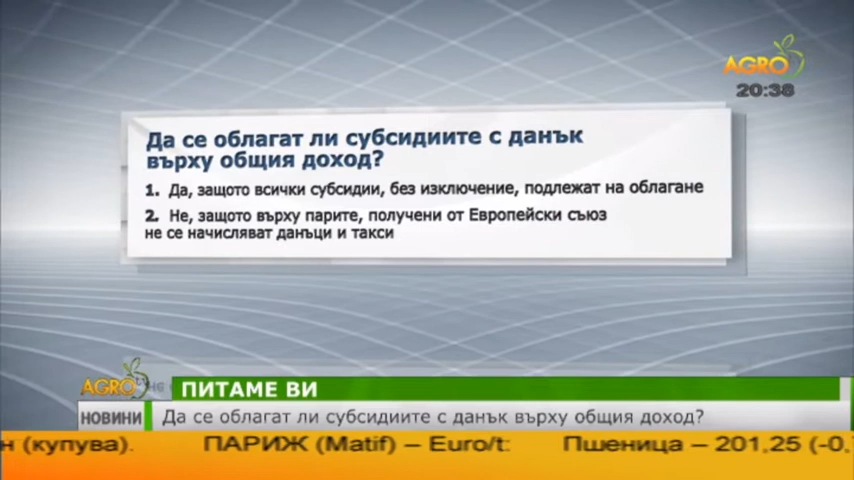 AGRO
20:38
Да се облагат ли субсидиите с данък
върху общия доход?
1. Да, защото всички субсидии, без изключение, подлежат на облагане
2. Не, защото върху парите, получени от Европейски съюз
не се начисляват данъци и такси
AGRO
ПИТАМЕ ВИ
НОВИНИ
Да се облагат ли субсидиите с данък върху общия доход?
н (купува). ПАРИЖ (Matif) – Euro/t: Пшеница – 201,25 (-0,